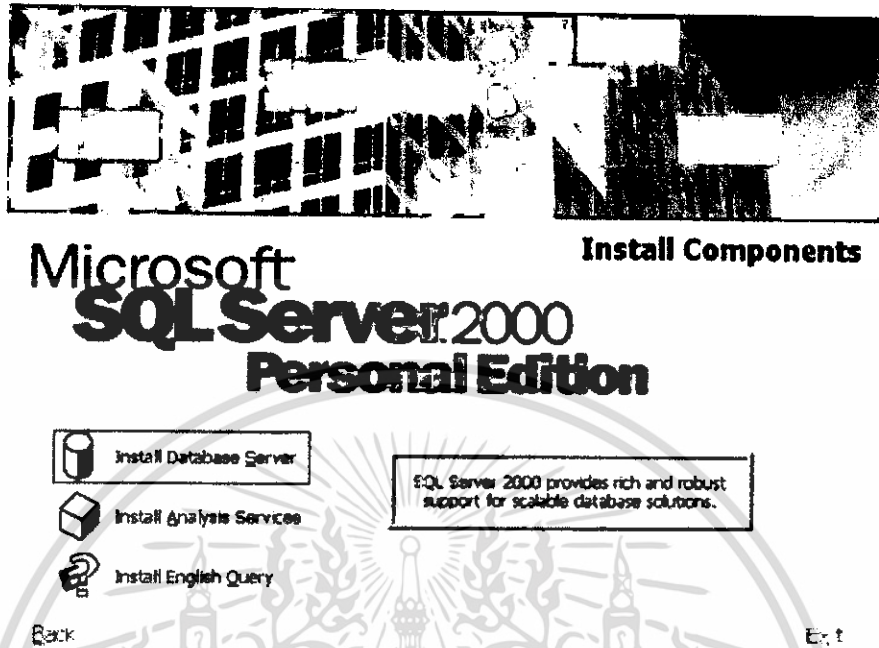 Install Components
Microsoft
SQL Server 2000
Personal Edition
Install Database Server
SQL Server 2000 provides rich and robust
support for scalable database solutions.
Install Analysis Services
Install English Query
Back
Exit